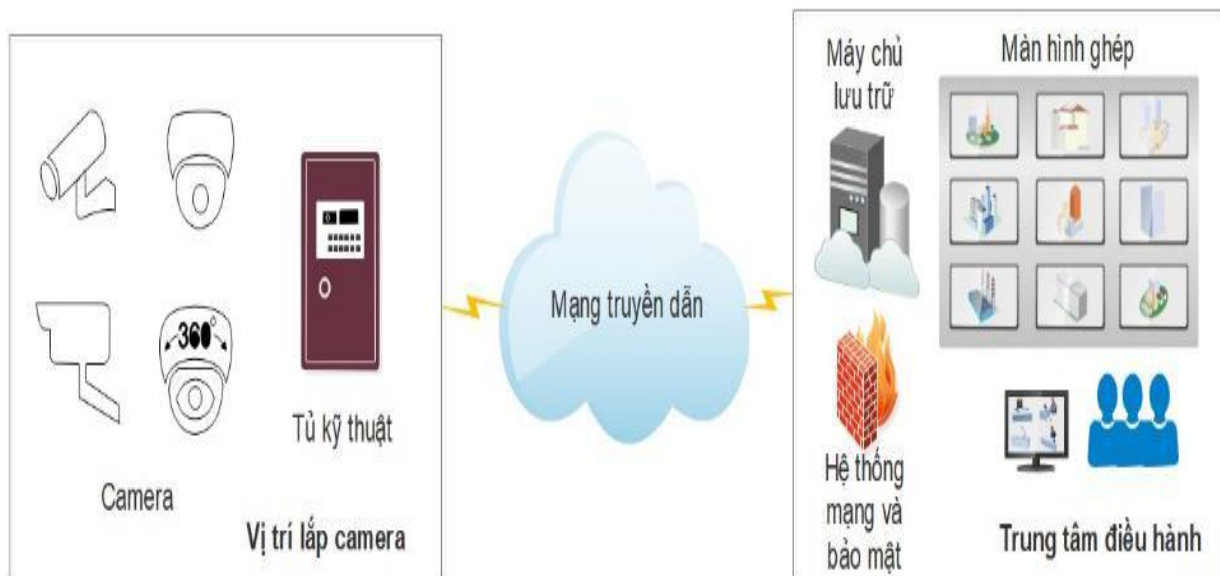 360°
Camera
Tủ kỹ thuật
Vị trí lắp camera
Mạng truyền dẫn
Máy chủ
lưu trữ
Màn hình ghép
Hệ thống
mạng và
bảo mật
Trung tâm điều hành